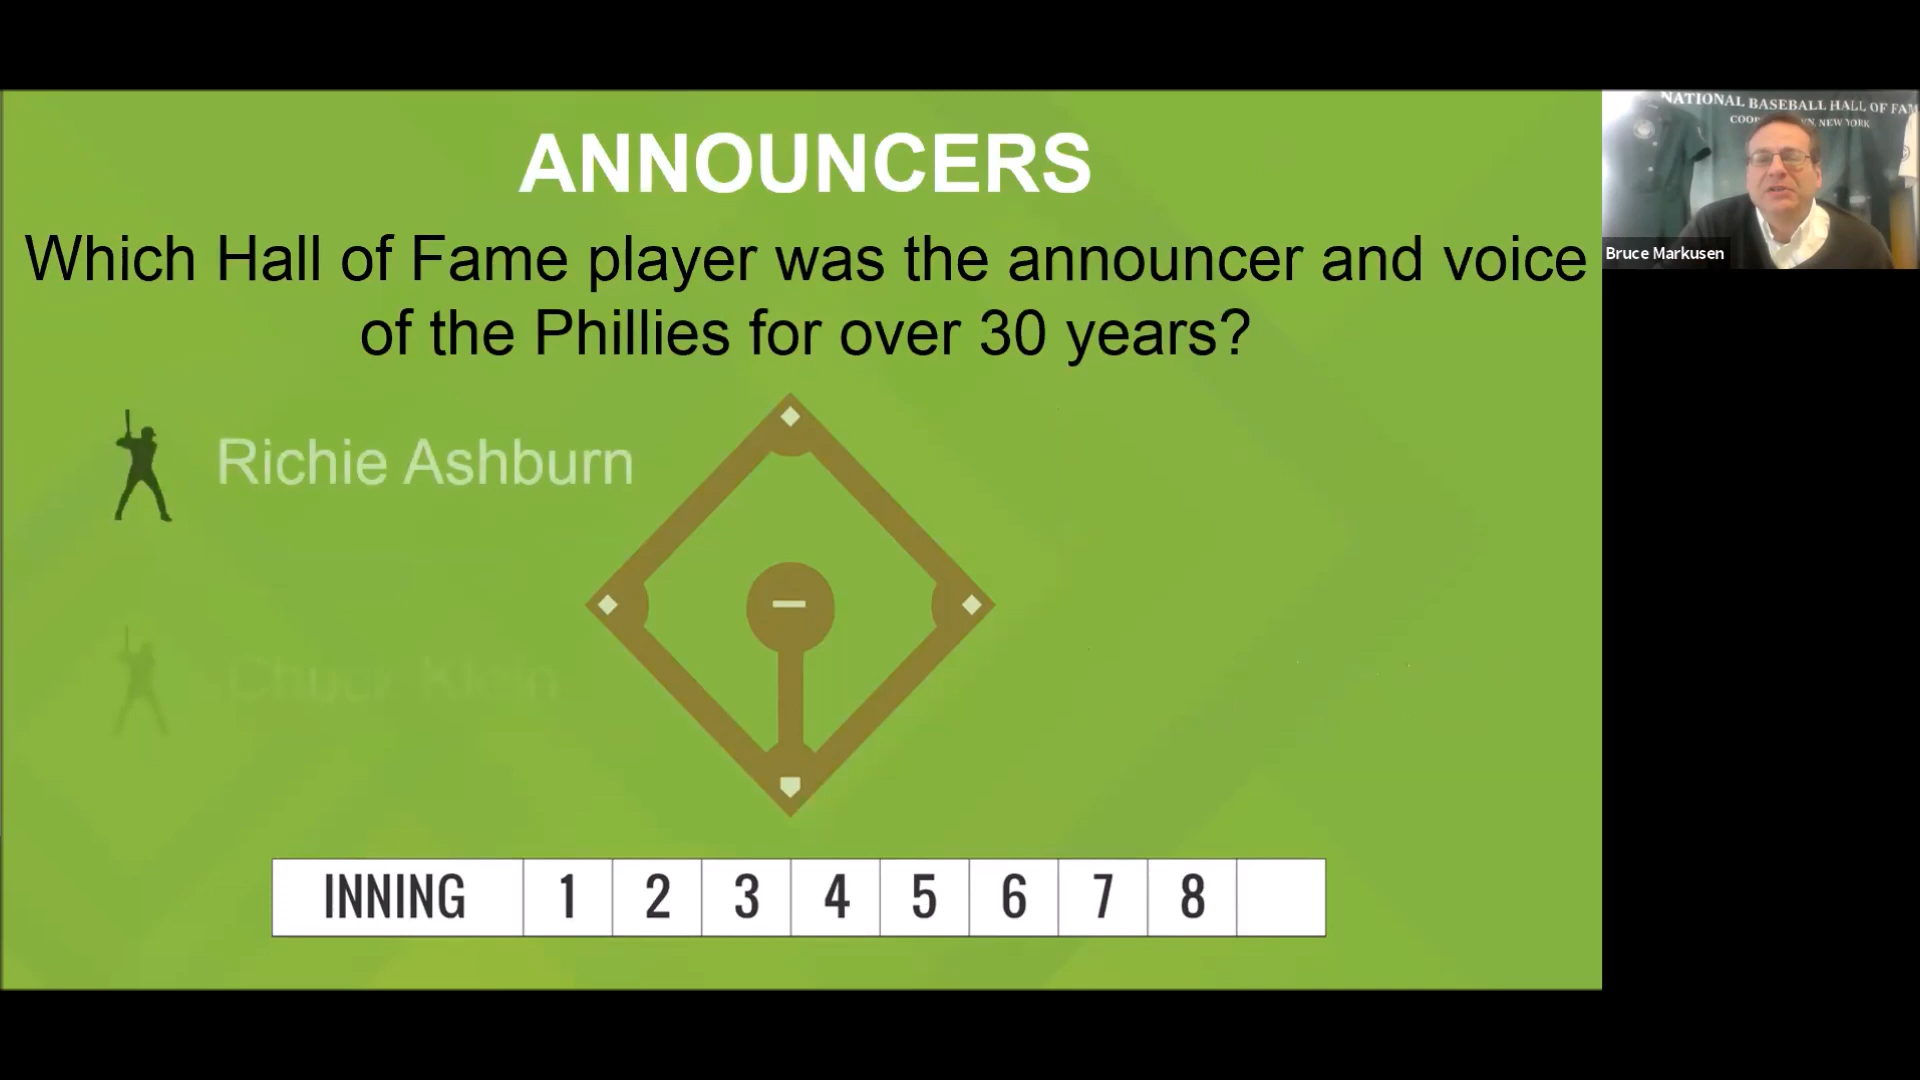 ANNOUNCERS
Which Hall of Fame player was the announcer and voice
of the Phillies for over 30 years?
Richie Ashburn
Chuck Klein
INNING 1 2 3 4 5 6 7 8
NATIONAL BASEBALL HALL OF FAM
NEW YORK
Bruce Markusen